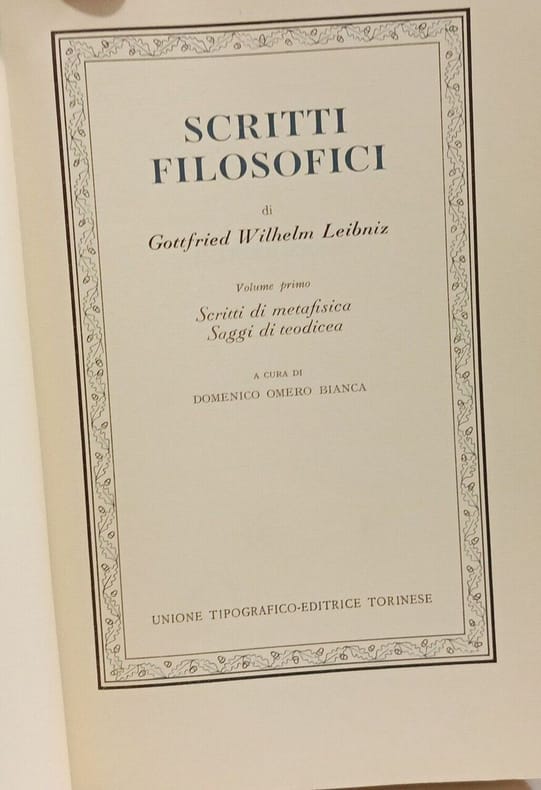 SCRITTI
FILOSOFICI
di
Gottfried Wilhelm Leibniz
Volume primo
Scritti di metafisica
Saggi di teodicea
A CURA DI
DOMENICO OMERO BIANCA
UNIONE TIPOGRAFICO-EDITRICE TORINESE